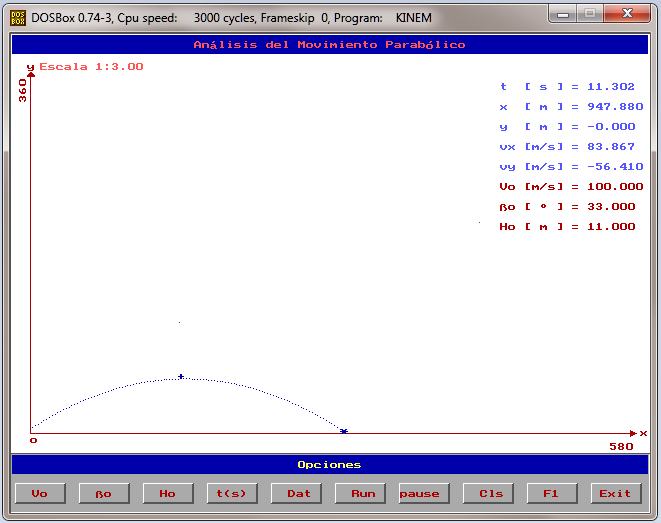 DOSBox 0.74-3, Cpu speed: 3000 cycles, Frameskip 0, Program: KINEM
Análisis del Movimiento Parabólico
y Escala 1:3.00
360
t [ s ] = 11.302
x [ m ] = 947.880
y [ m ] = -0.000
vx [m/s] = 83.867
vy [m/s] = -56.410
Vo [m/s] = 100.000
βo [ º ] = 33.000
Ho [ m ] = 11.000
x
0
580
Opciones
Vo βo Ho t(s) Dat Run pause Cls F1 Exit